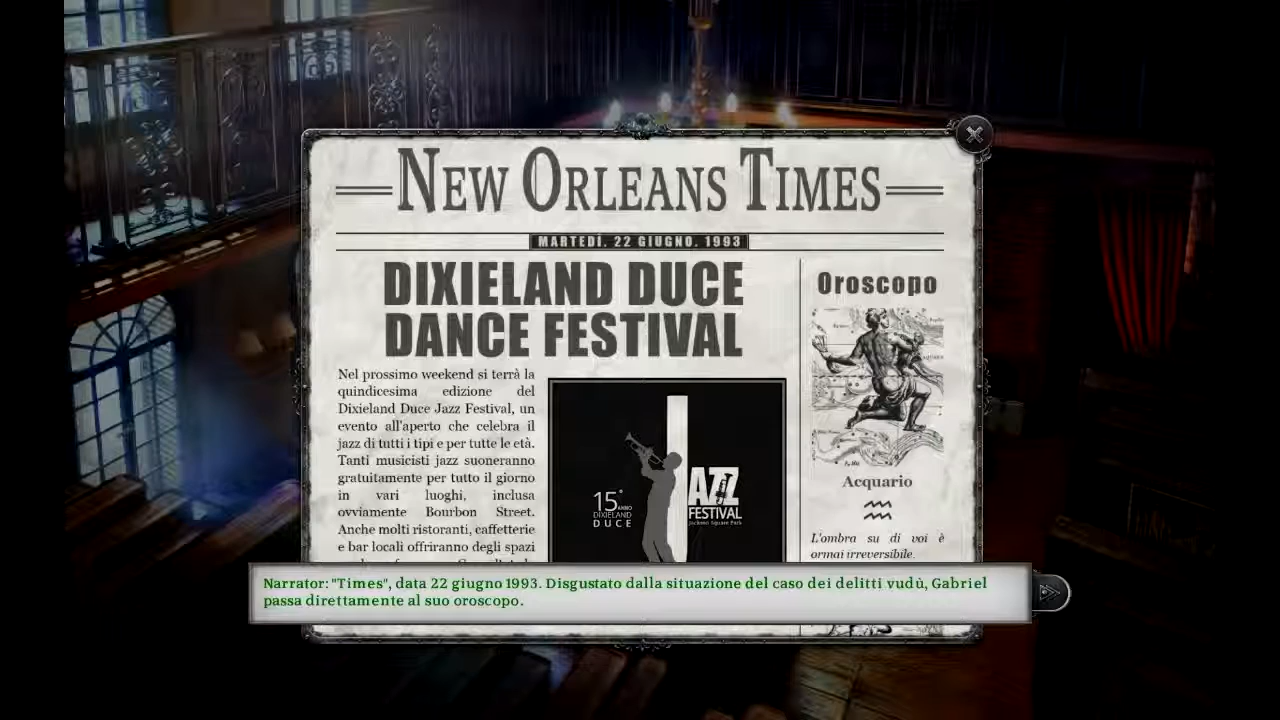 NEW ORLEANS TIMES
MARTEDÌ, 22 GIUGNO, 1993
DIXIELAND DUCE
DANCE FESTIVAL
Nel prossimo weekend si terrà la
quindicesima edizione del
Dixieland Duce Jazz Festival, un
evento all'aperto che celebra il
jazz di tutti i tipi e per tutte le età.
Tanti musicisti jazz suoneranno
gratuitamente per tutto il giorno
in vari luoghi, inclusa
ovviamente Bourbon Street.
Anche molti ristoranti, caffetterie
e bar locali offriranno degli spazi
15°
ANNO
DIXIELAND
DUCE
JAZZ
FESTIVAL
Jackson Square Park
Oroscopo
Acquario
L'ombra su di voi è
ormai irreversibile.
Narrator: "Times", data 22 giugno 1993. Disgustato dalla situazione del caso dei delitti vudù, Gabriel
passa direttamente al suo oroscopo.